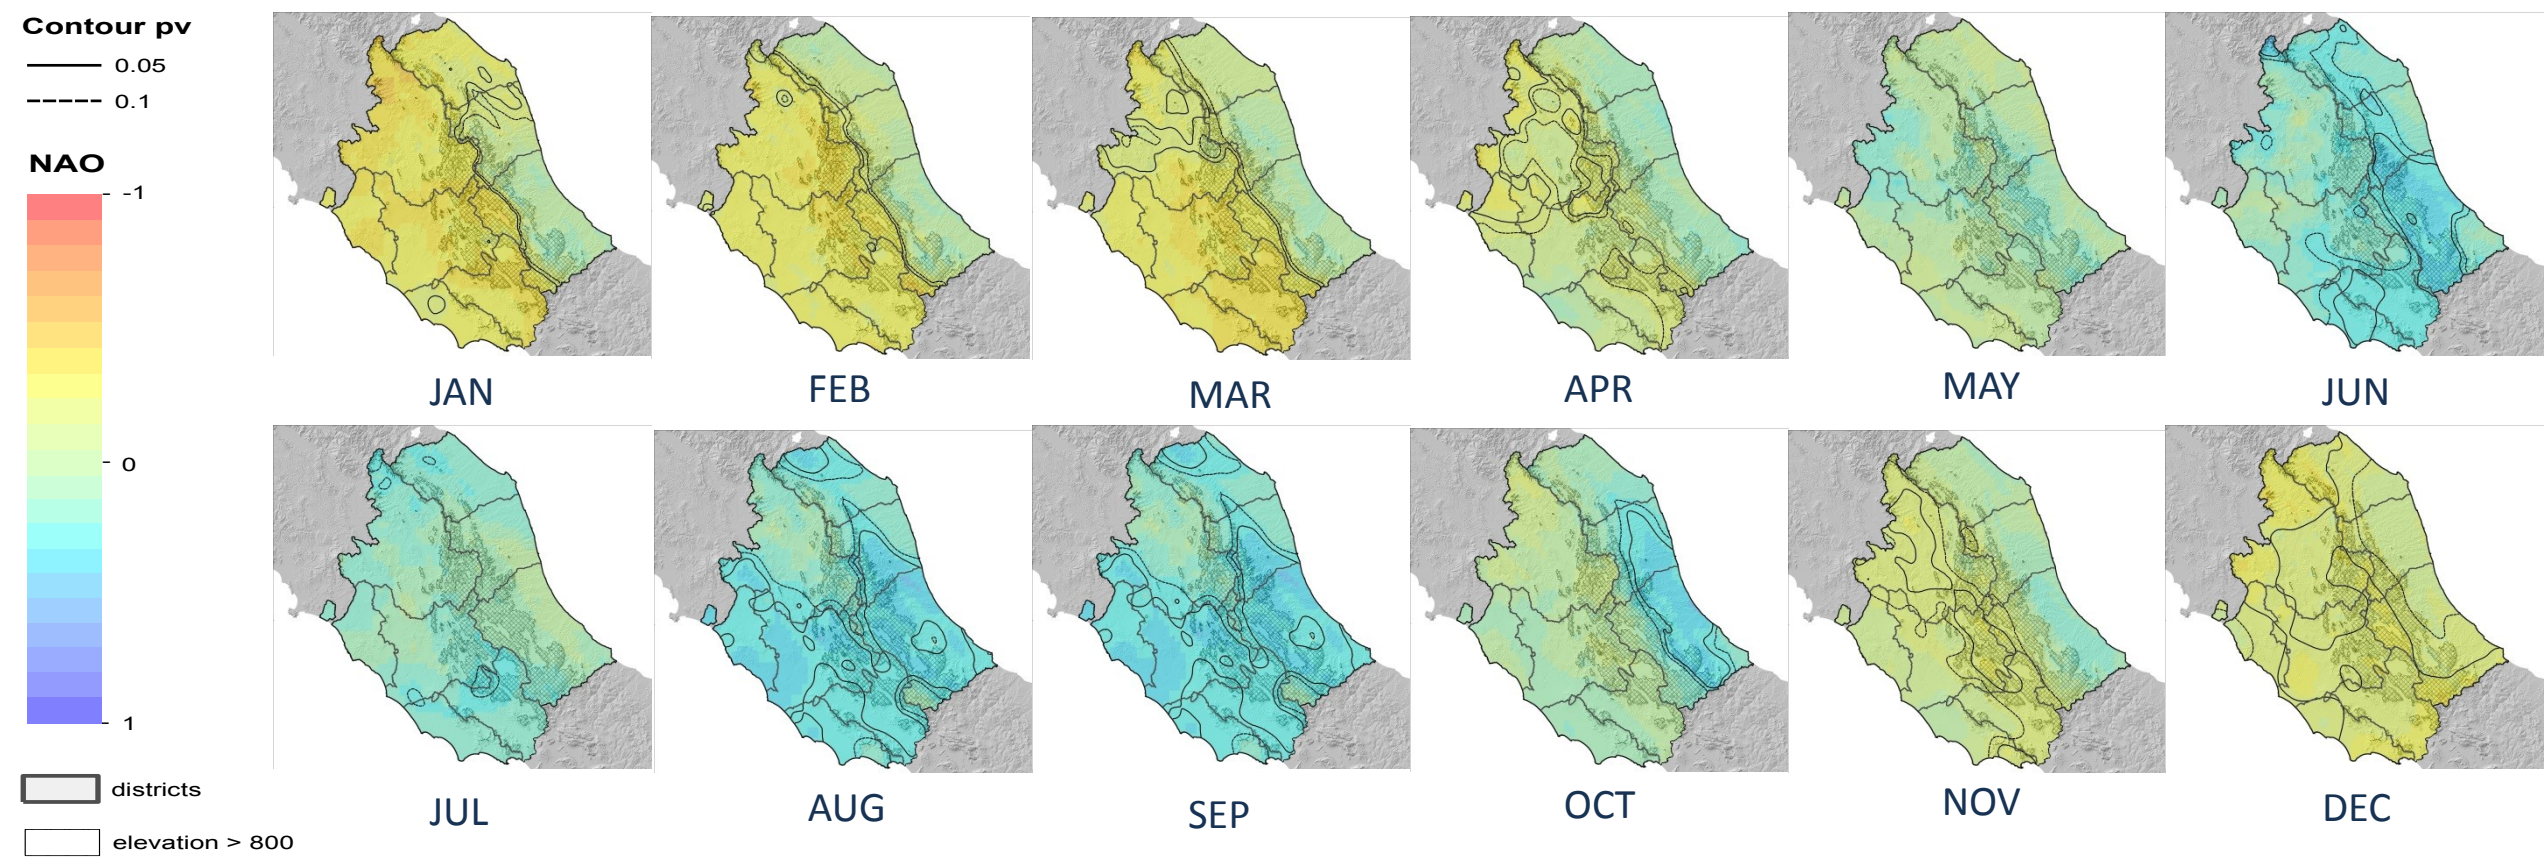 Contour pv
0.05
0.1
NAO
-1
0
1
districts
elevation > 800
JAN
FEB
MAR
APR
MAY
JUN
JUL
AUG
SEP
OCT
NOV
DEC